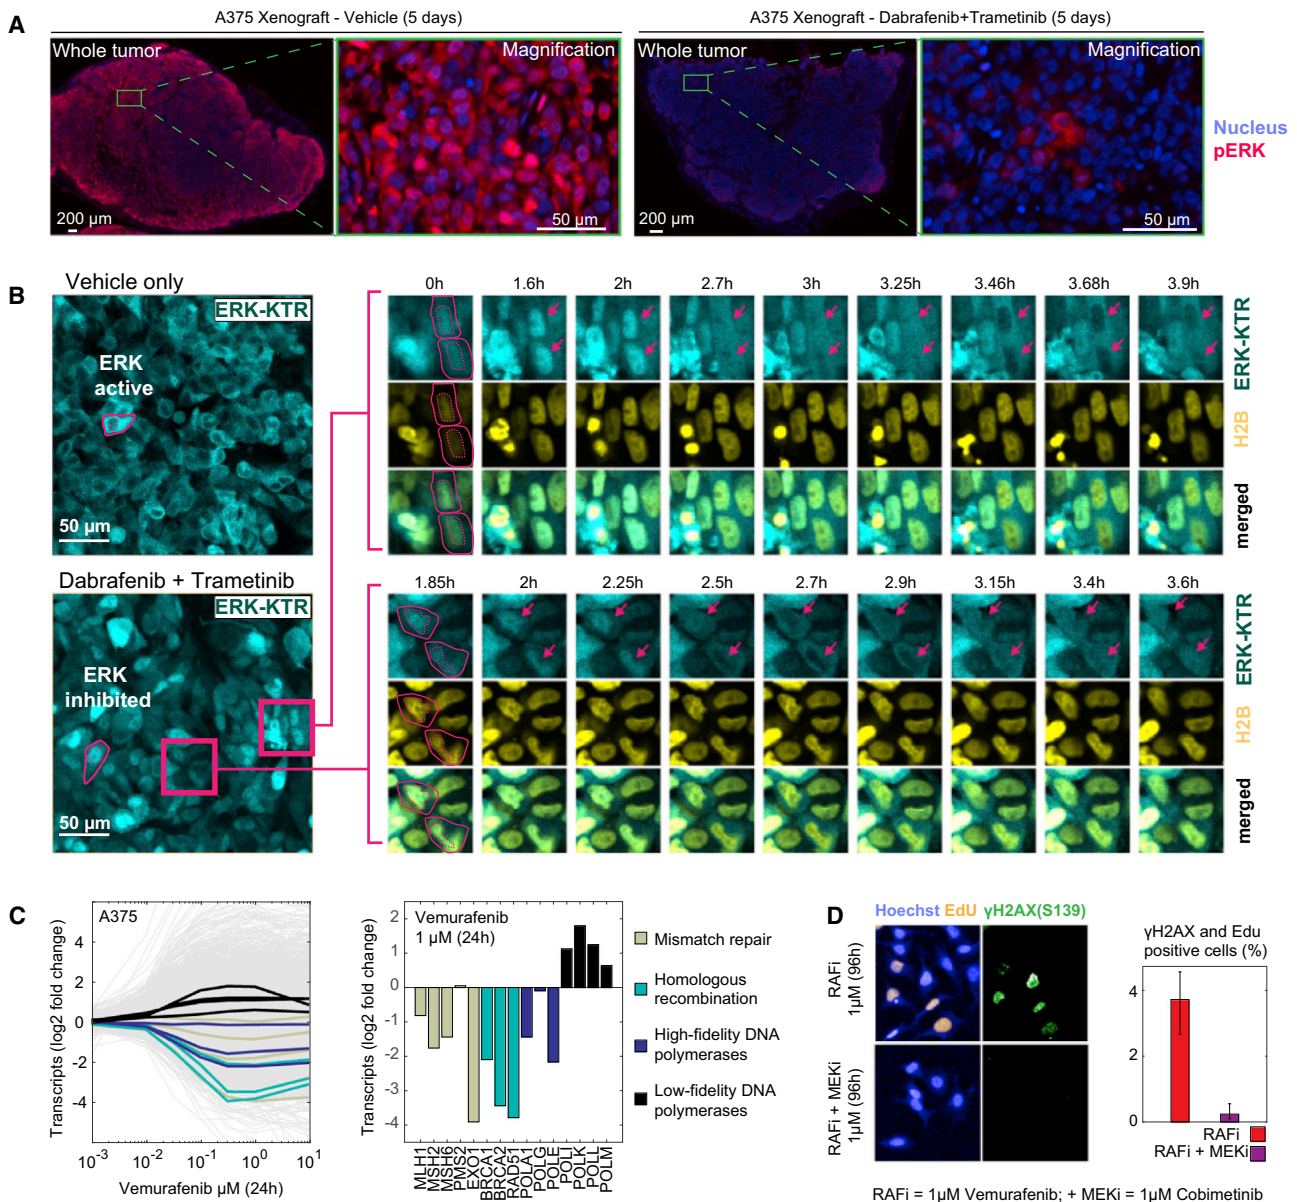 A
A375 Xenograft - Vehicle (5 days)
A375 Xenograft - Dabrafenib+Trametinib (5 days)
Whole tumor
Magnification
Whole tumor
Magnification
200 µm
50 µm
200 µm
50 µm
Nucleus
pERK
B
Vehicle only
ERK-KTR
ERK
active
50 µm
0h 1.6h 2h 2.7h 3h 3.25h 3.46h 3.68h 3.9h
ERK-KTR
H2B
merged
Dabrafenib + Trametinib
ERK-KTR
ERK
inhibited
50 µm
1.85h 2h 2.25h 2.5h 2.7h 2.9h 3.15h 3.4h 3.6h
ERK-KTR
H2B
merged
C
A375
Transcripts (log2 fold change)
4
2
0
-2
-4
10⁻³ 10⁻² 10⁻¹ 10⁰ 10¹
Vemurafenib µM (24h)
Vemurafenib
1 µM (24h)
Transcripts (log2 fold change)
2
1
0
-1
-2
-3
-4
MLH1
MSH2
MSH6
PMS2
EXO1
BRCA1
BRCA2
RAD51
POLA1
POLG
POLE
POLI
POLK
POLL
POLM
Mismatch repair
Homologous
recombination
High-fidelity DNA
polymerases
Low-fidelity DNA
polymerases
D
Hoechst EdU γH2AX(S139)
RAFi
1µM (96h)
RAFi + MEKi
1µM (96h)
γH2AX and Edu
positive cells (%)
4
2
0
RAFi
RAFi + MEKi
RAFi = 1µM Vemurafenib; + MEKi = 1µM Cobimetinib